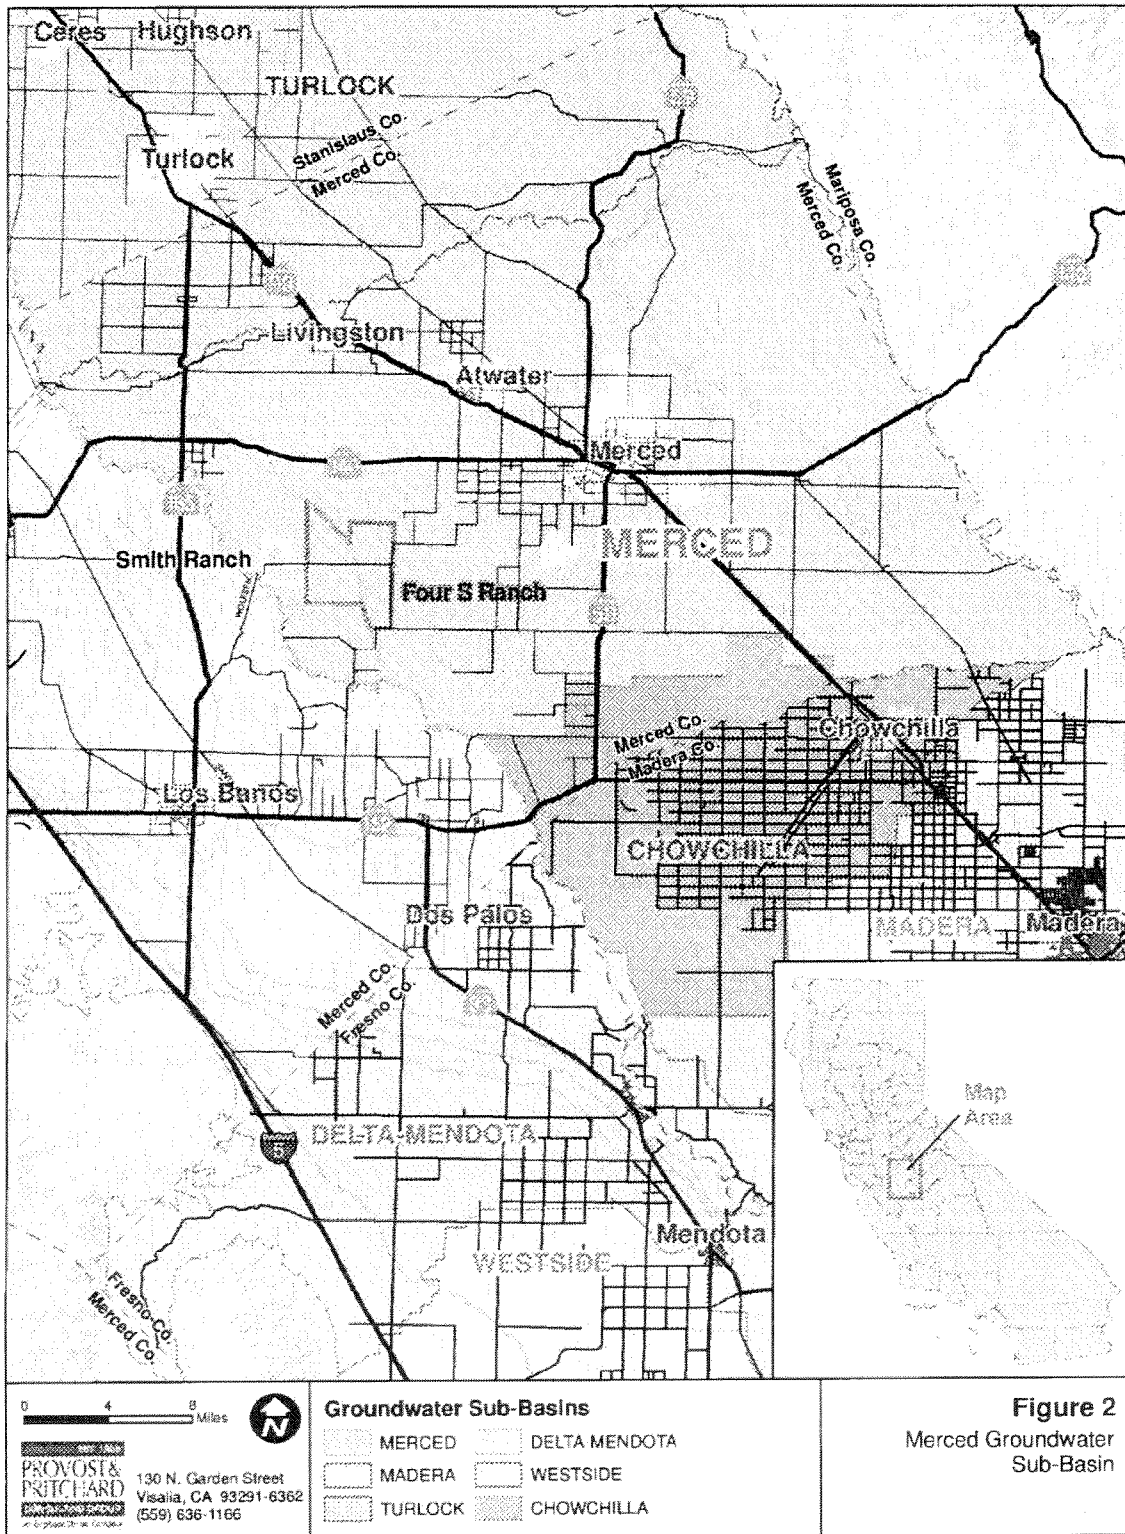 Ceres
Hughson
TURLOCK
Stanislaus Co.
Merced Co.
Turlock
Mariposa Co.
Merced Co.
Livingston
Atwater
Merced
MERCED
Smith Ranch
Four S Ranch
Merced Co.
Madera Co.
Chowchilla
Los Banos
CHOWCHILLA
Dos Palos
MADERA
Madera
Merced Co.
Fresno Co.
Map
Area
5
DELTA-MENDOTA
Mendota
WESTSIDE
Fresno Co.
Merced Co.
0 4 8
Miles
N
PROVOST &
PRITCHARD
130 N. Garden Street
Visalia, CA 93291-6362
(559) 636-1166
Groundwater Sub-Basins
MERCED
DELTA MENDOTA
MADERA
WESTSIDE
TURLOCK
CHOWCHILLA
Figure 2
Merced Groundwater
Sub-Basin